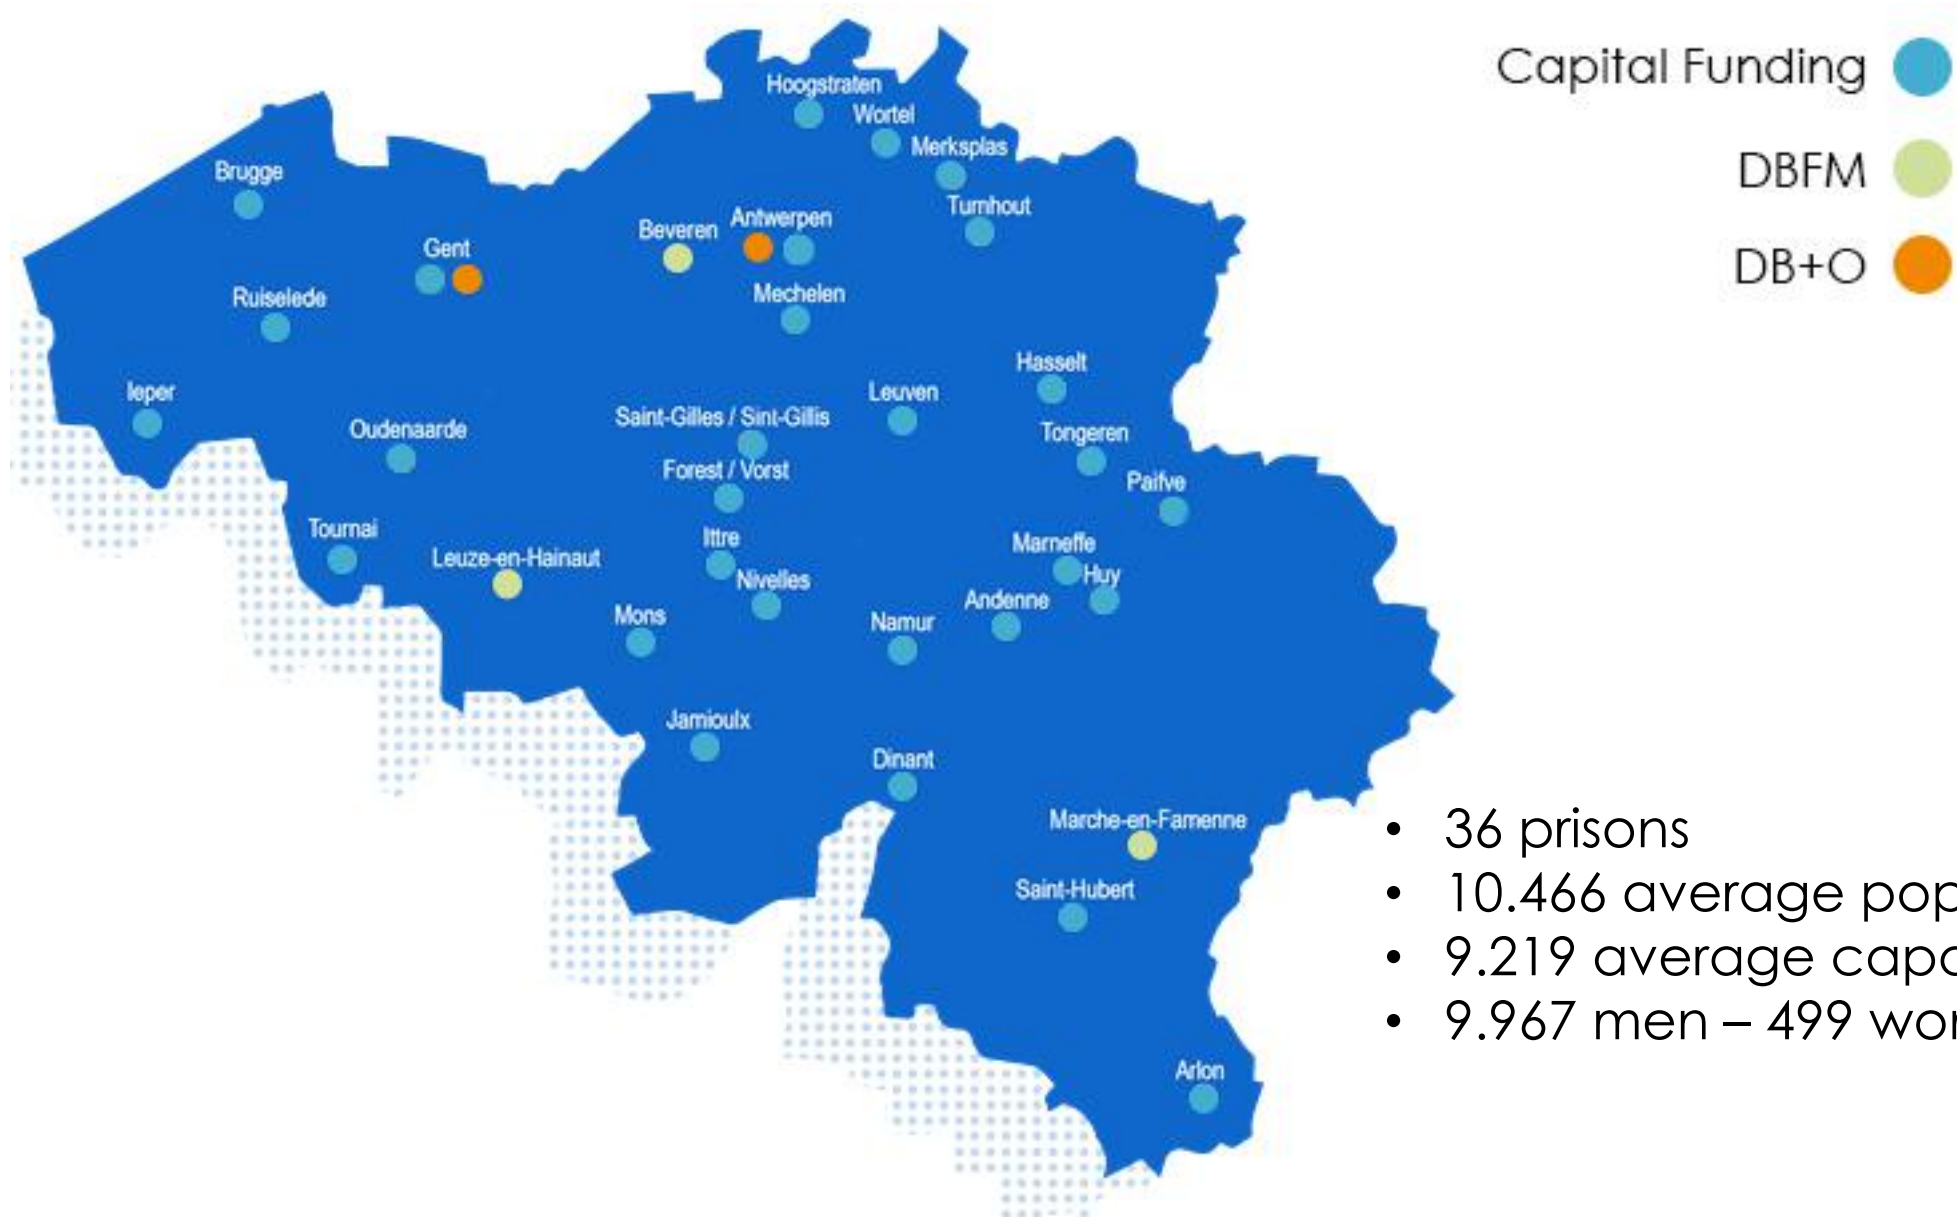 Capital Funding
DBFM
DB+O
Hoogstraten
Wortel
Merksplas
Turnhout
Brugge
Gent
Beveren
Antwerpen
Mechelen
Ruiselede
Ieper
Oudenaarde
Saint-Gilles / Sint-Gillis
Forest / Vorst
Leuven
Hasselt
Tongeren
Paifve
Tournai
Leuze-en-Hainaut
Ittre
Nivelles
Mons
Marneffe
Huy
Andenne
Namur
Jamioulx
Dinant
Marche-en-Famenne
Saint-Hubert
Arlon
• 36 prisons
• 10.466 average pop
• 9.219 average capa
• 9.967 men – 499 wo